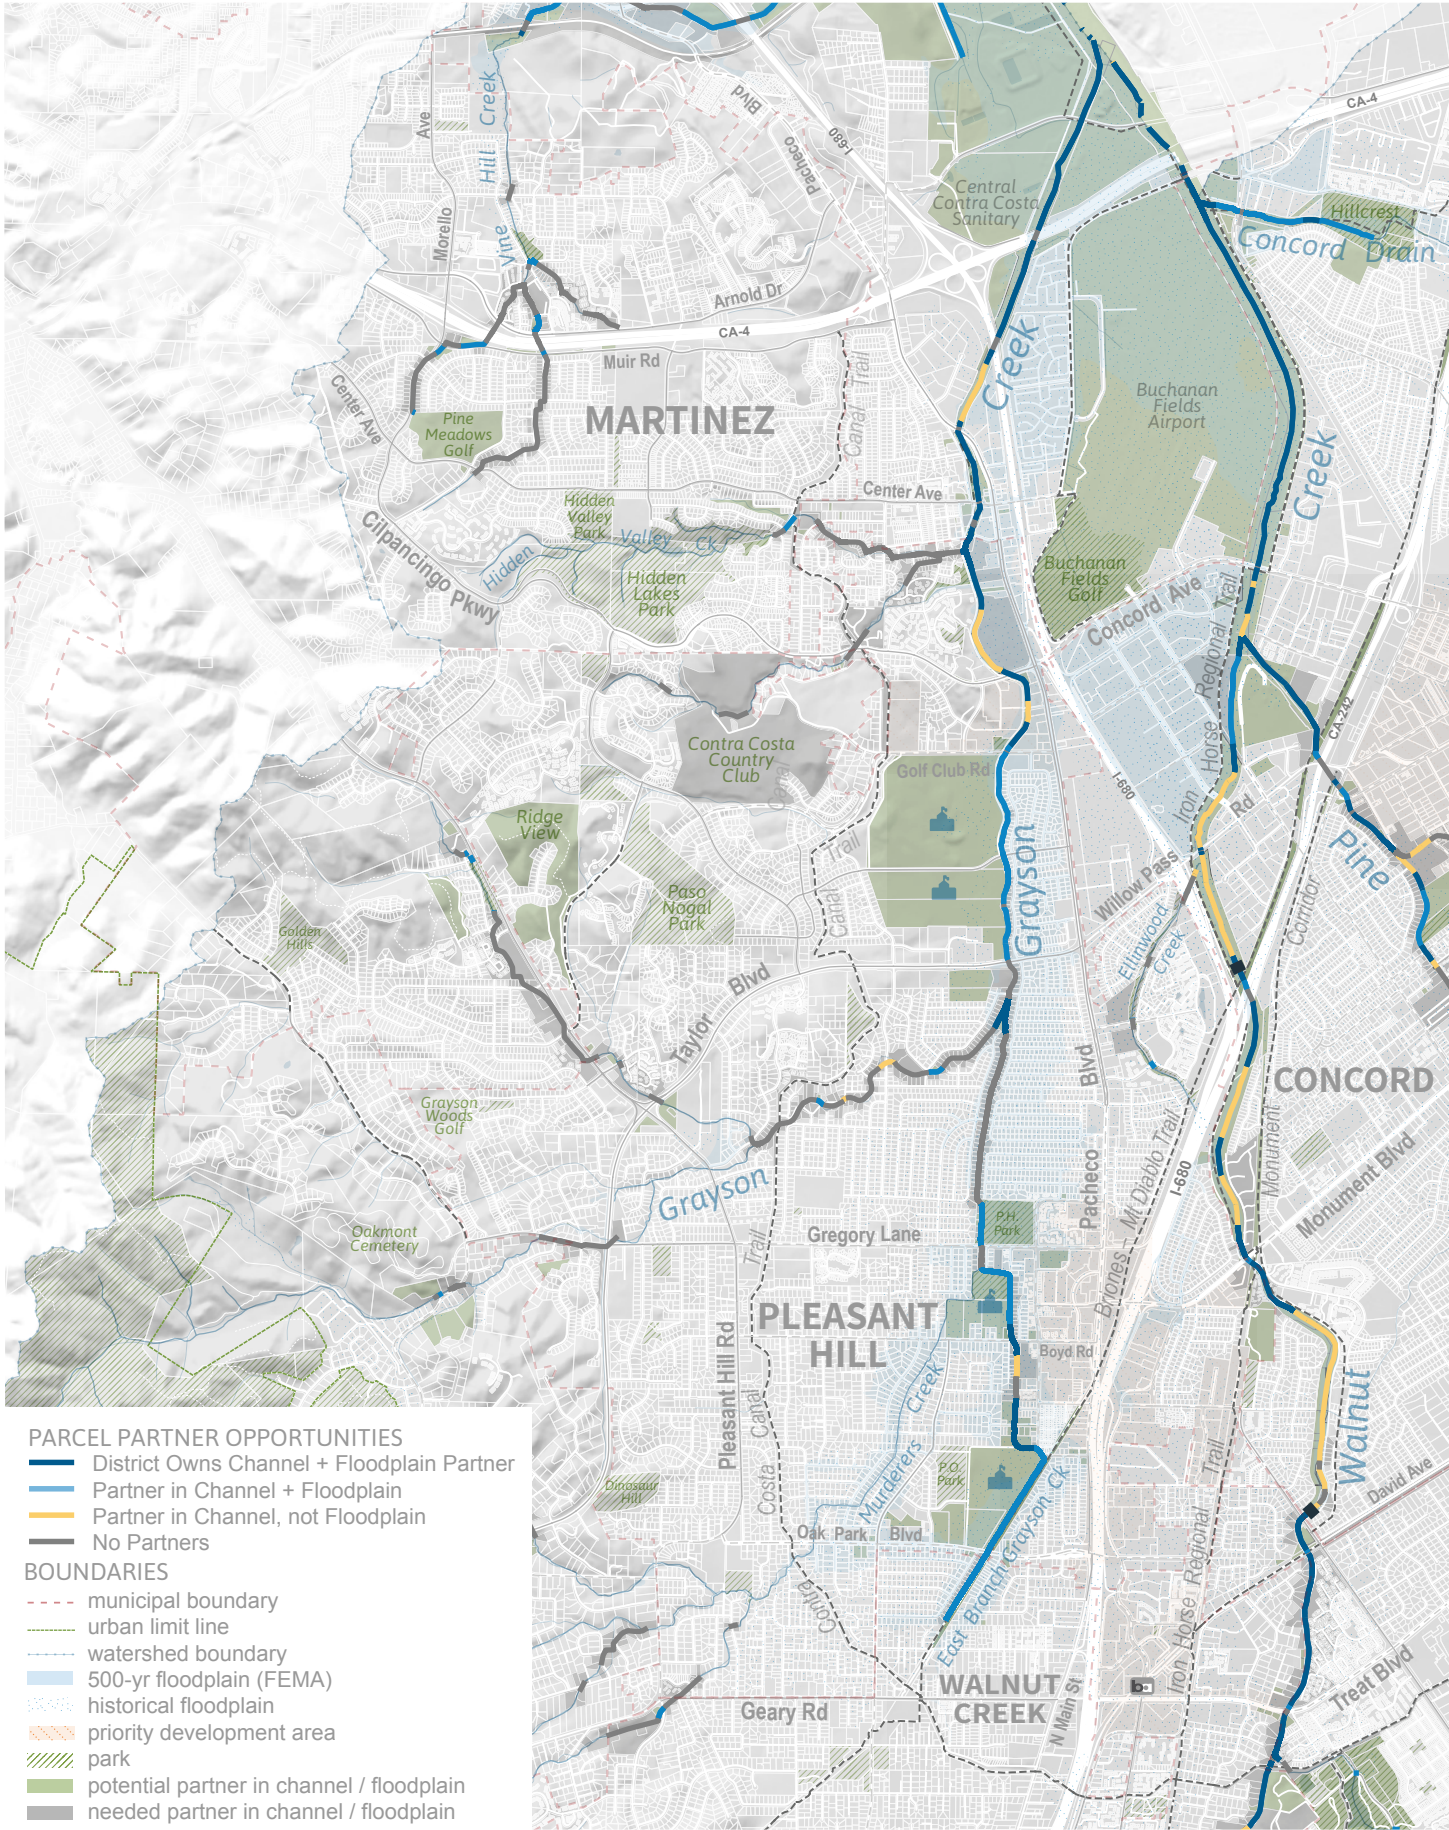 CA-4
Blvd
I-680
Pacheco
Ave
Hill Creek
Vine
Morello
Central
Contra Costa
Sanitary
Hillcrest
Concord Drain
Arnold Dr
CA-4
Muir Rd
Canal Trail
Creek
Buchanan
Fields
Airport
Center Ave
Pine
Meadows
Golf
MARTINEZ
Creek
Center Ave
Hidden
Valley
Park
Hidden Valley Ck
Cilpancingo Pkwy
Hidden
Lakes
Park
Buchanan
Fields
Golf
Concord Ave
Iron Horse Regional Trail
CA-242
Contra Costa
Country
Club
Canal
Golf Club Rd
I-680
Rd
Ridge
View
Trail
Pine
Grayson
Willow Pass
Paso
Nogal
Park
Canal
Golden
Hills
Ellinwood
Creek
Corridor
Blvd
Taylor
Blvd
CONCORD
Grayson
Woods
Golf
Monument
Monument Blvd
Briones – Mt Diablo Trail
I-680
Pacheco
Grayson
P.H.
Park
Oakmont
Cemetery
Gregory Lane
Trail
PLEASANT
HILL
Boyd Rd
Pleasant Hill Rd
Canal
Costa
Contra
Murderers Creek
Walnut
David Ave
P.O.
Park
Dinosaur
Hill
Oak Park Blvd
East Branch Grayson Ck
Iron Horse Regional Trail
WALNUT
CREEK
N Main St
b.
Geary Rd
Treat Blvd
PARCEL PARTNER OPPORTUNITIES
District Owns Channel + Floodplain Partner
Partner in Channel + Floodplain
Partner in Channel, not Floodplain
No Partners
BOUNDARIES
municipal boundary
urban limit line
watershed boundary
500-yr floodplain (FEMA)
historical floodplain
priority development area
park
potential partner in channel / floodplain
needed partner in channel / floodplain